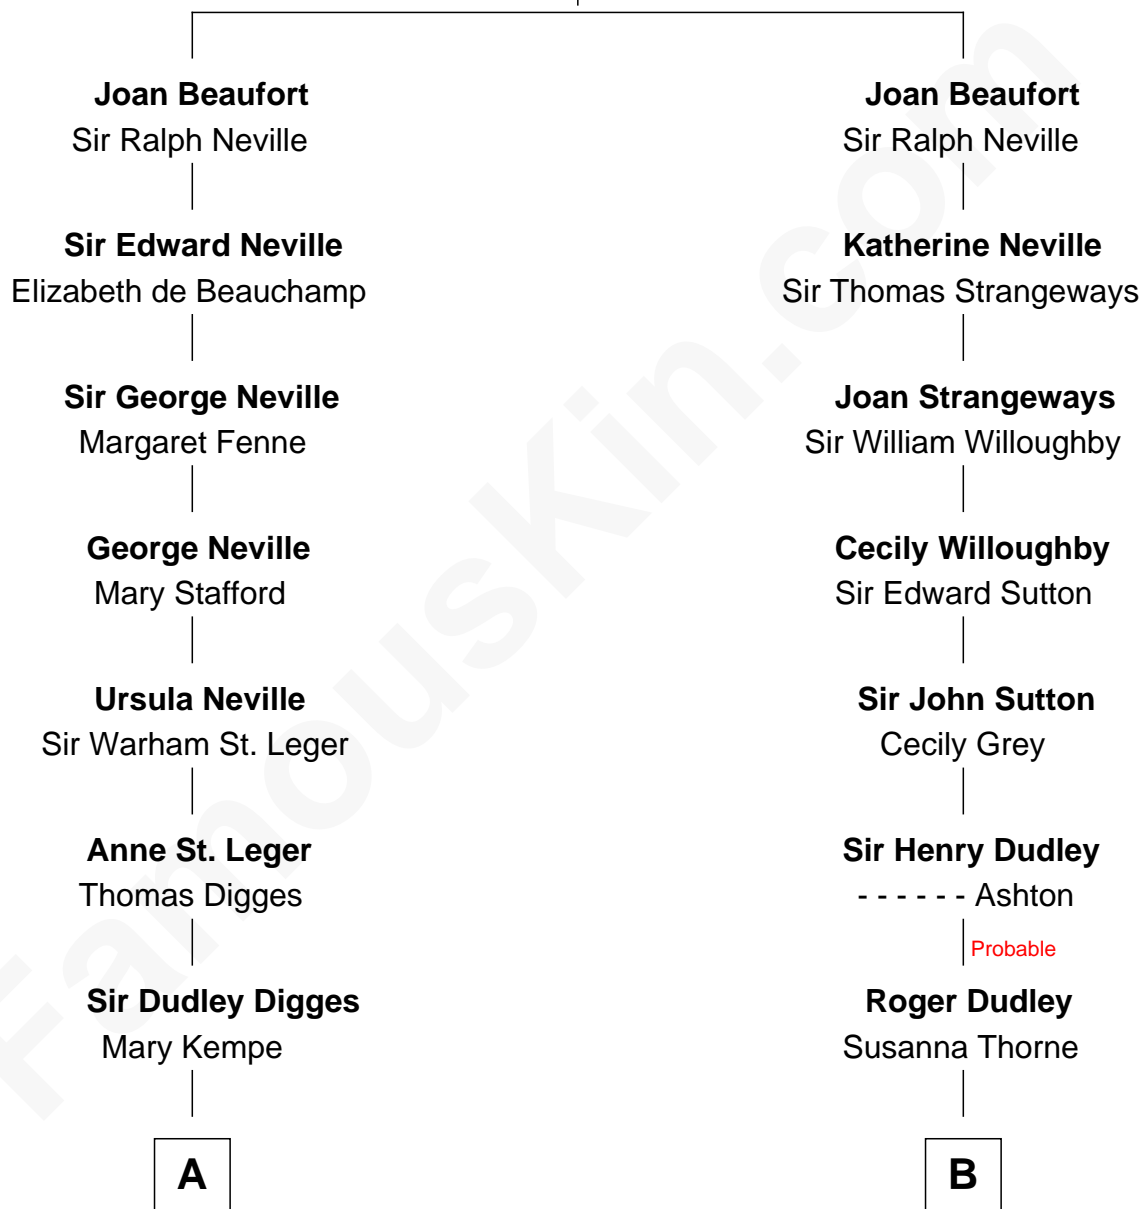 Joan Beaufort
Sir Ralph Neville
Sir Edward Neville
Elizabeth de Beauchamp
Sir George Neville
Margaret Fenne
George Neville
Mary Stafford
Ursula Neville
Sir Warham St. Leger
Anne St. Leger
Thomas Digges
Sir Dudley Digges
Mary Kempe
A
Joan Beaufort
Sir Ralph Neville
Katherine Neville
Sir Thomas Strangeways
Joan Strangeways
Sir William Willoughby
Cecily Willoughby
Sir Edward Sutton
Sir John Sutton
Cecily Grey
Sir Henry Dudley
- - - - - - Ashton
Probable
Roger Dudley
Susanna Thorne
B
FamousKin.com